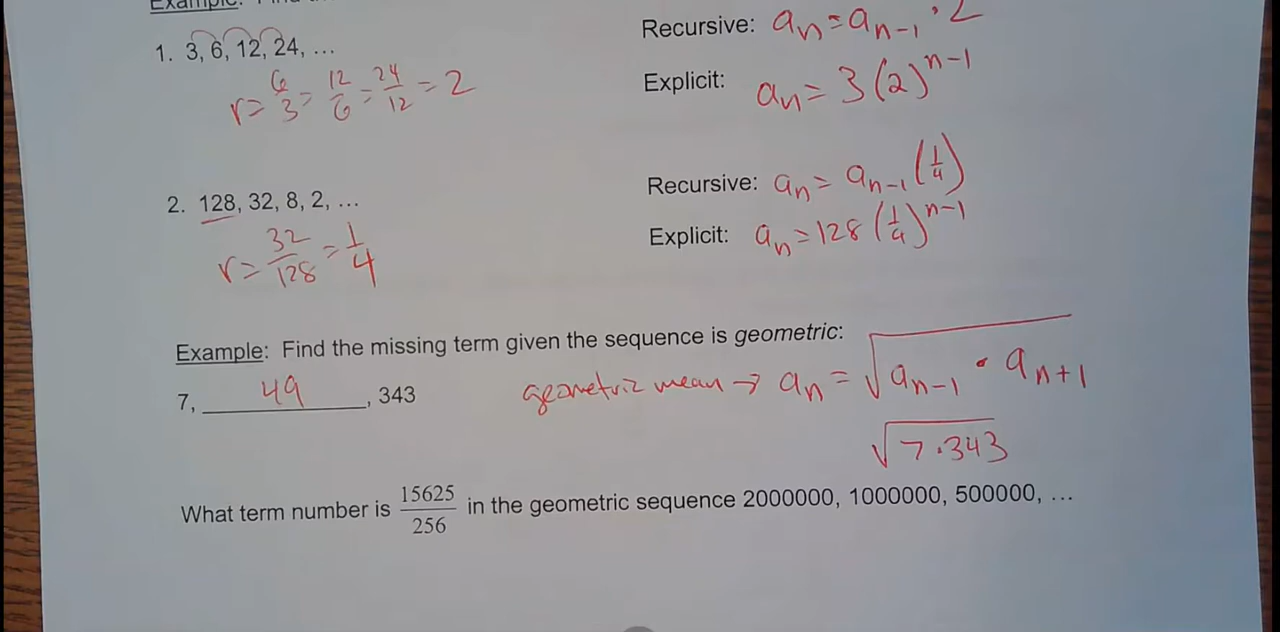 Example: Find th
1. 3, 6, 12, 24, …
r = 6/3 = 12/6 = 24/12 = 2
Recursive: aₙ = aₙ₋₁ · 2
Explicit: aₙ = 3(2)ⁿ⁻¹
2. 128, 32, 8, 2, …
r = 32/128 = 1/4
Recursive: aₙ = aₙ₋₁(1/4)
Explicit: aₙ = 128(1/4)ⁿ⁻¹
Example: Find the missing term given the sequence is geometric:
7, 49, 343
geometric mean → aₙ = √(aₙ₋₁ · aₙ₊₁)
√(7·343)
What term number is 15625/256 in the geometric sequence 2000000, 1000000, 500000, …